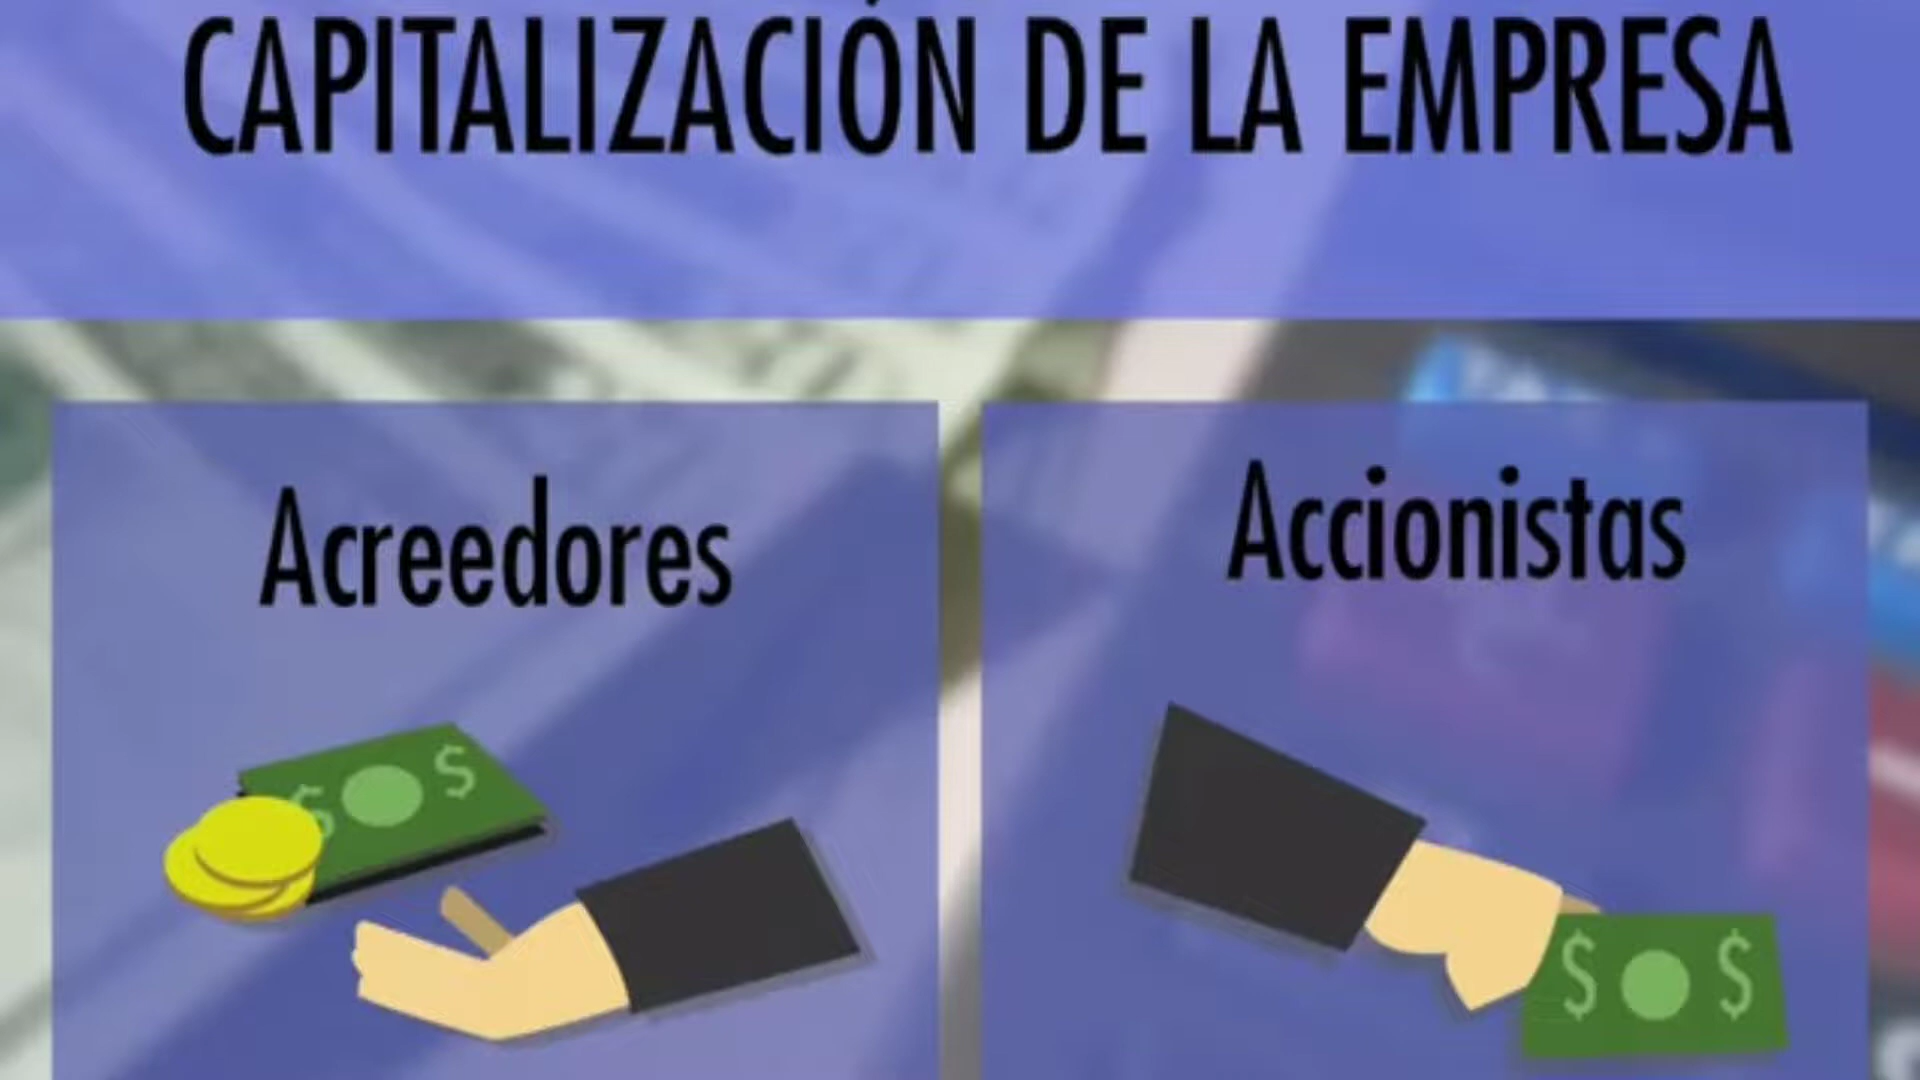 CAPITALIZACIÓN DE LA EMPRESA
Acreedores
Accionistas
$ $
$ $